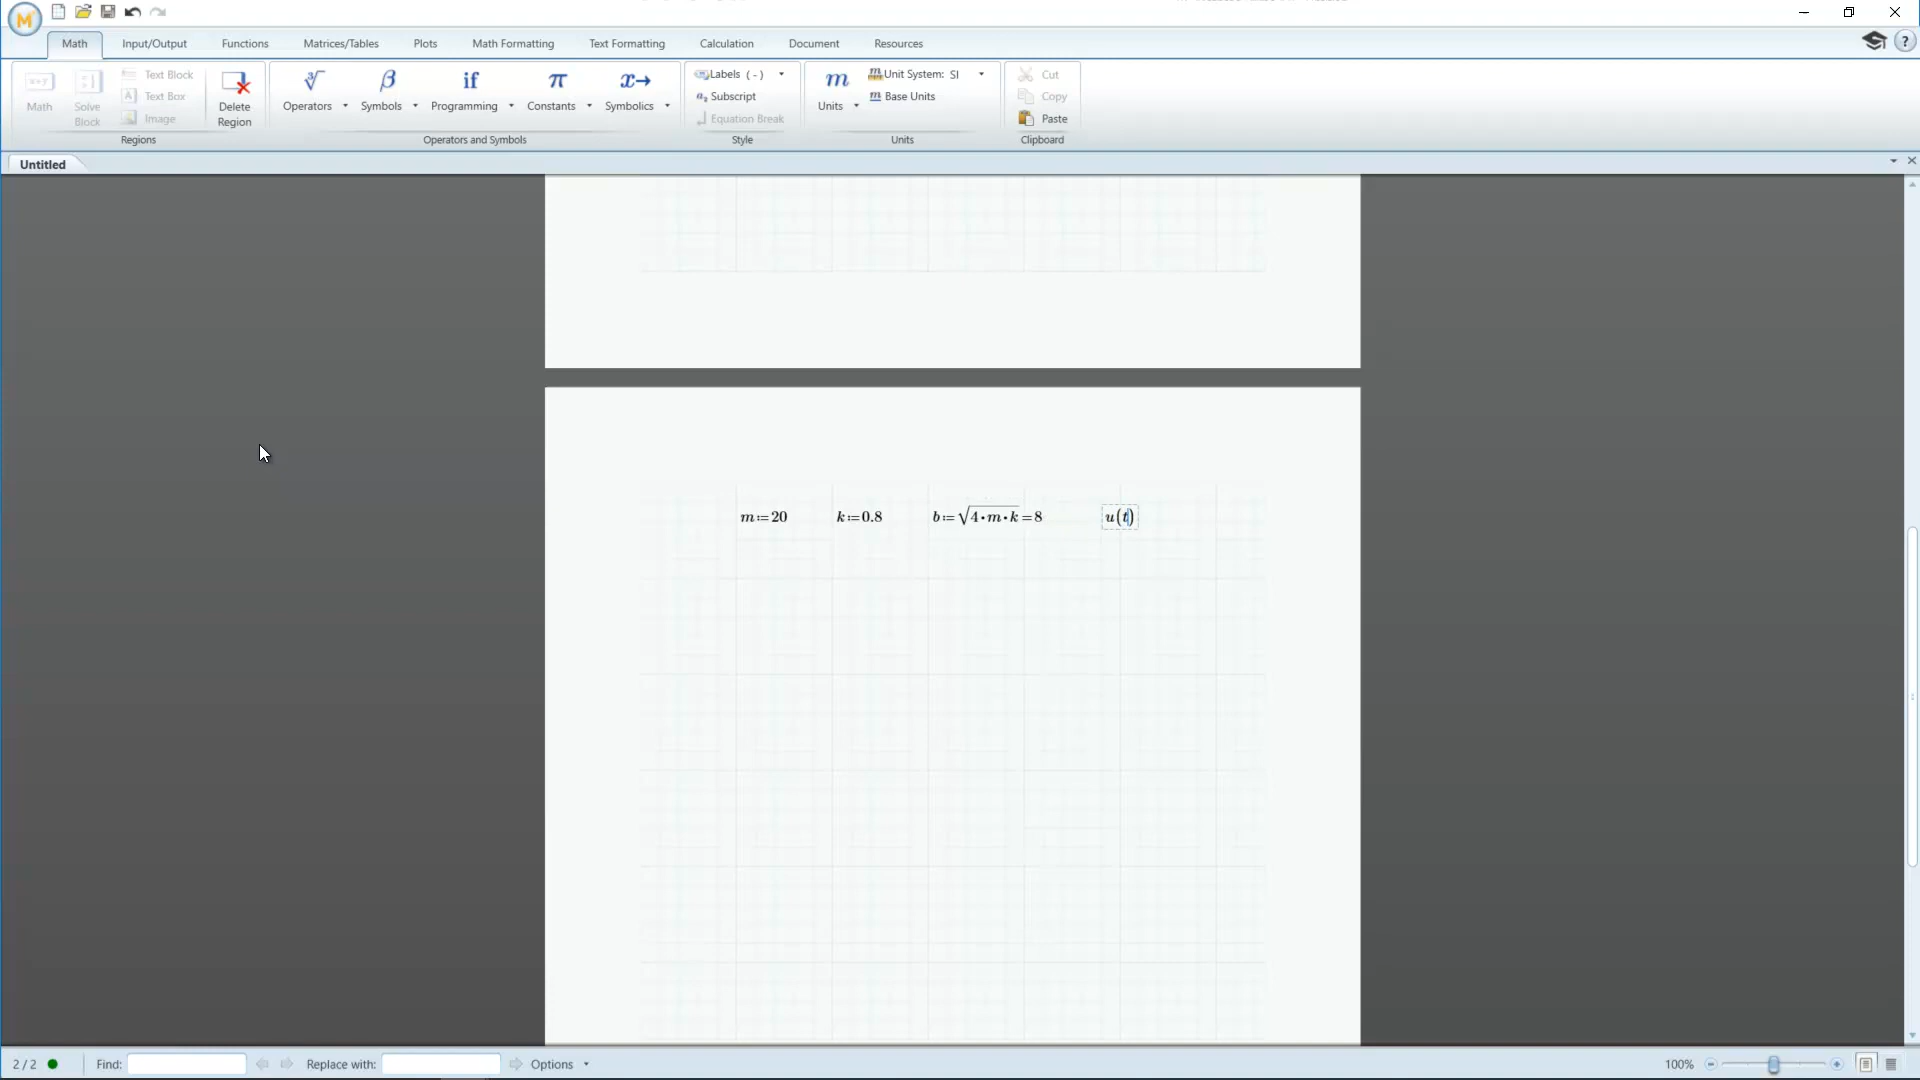 Math Input/Output Functions Matrices/Tables Plots Math Formatting Text Formatting Calculation Document Resources
Math
Solve Block
Text Block
Text Box
Image
Delete Region
Operators
Symbols
if
Programming
π
Constants
Symbolics
Labels (-)
Subscript
Equation Break
m
Units
Unit System: SI
Base Units
Cut
Copy
Paste
Regions Operators and Symbols Style Units Clipboard
Untitled
m:=20 k:=0.8 b:=√4·m·k=8 u(t)
2/2 Find: Replace with: Options 100%